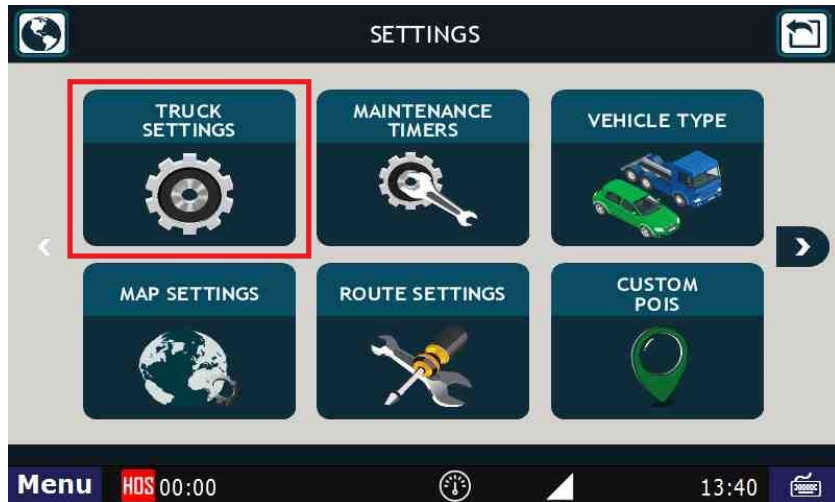 SETTINGS
TRUCK
SETTINGS
MAINTENANCE
TIMERS
VEHICLE TYPE
MAP SETTINGS
ROUTE SETTINGS
CUSTOM
POIS
Menu HOS 00:00 13:40